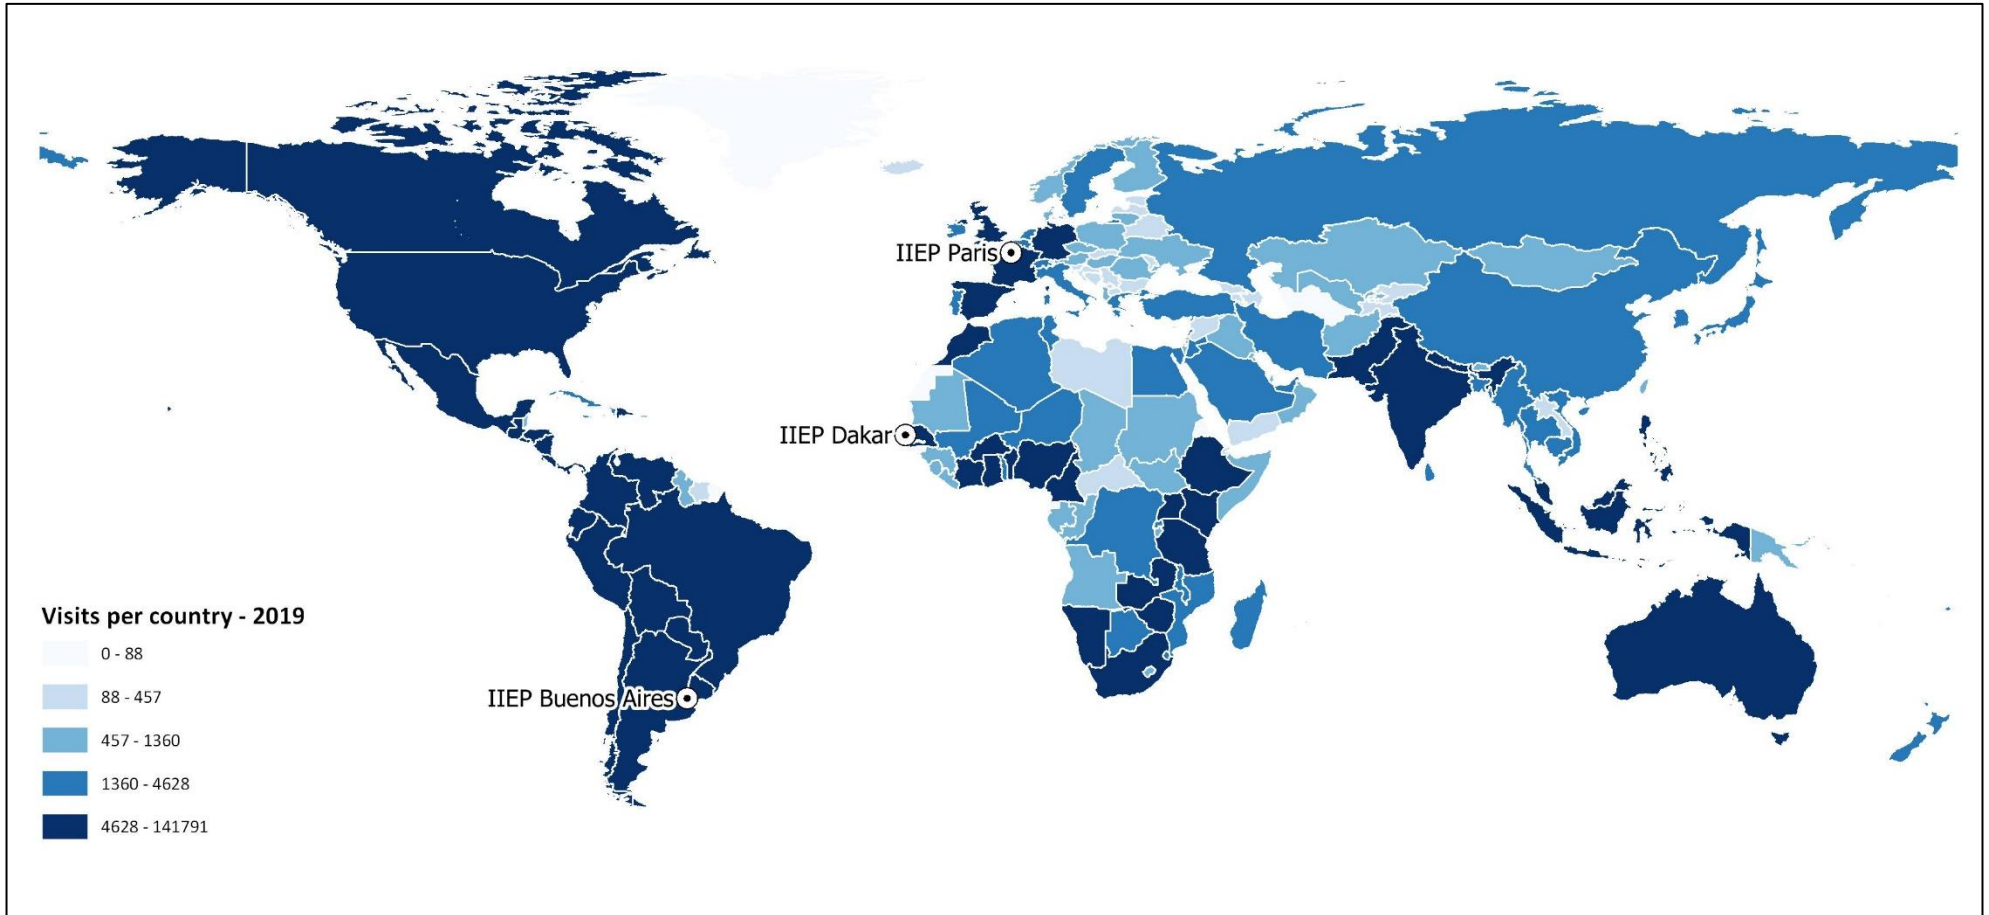 IIEP Paris
IIEP Dakar
IIEP Buenos Aires
Visits per country - 2019
0 - 88
88 - 457
457 - 1360
1360 - 4628
4628 - 141791